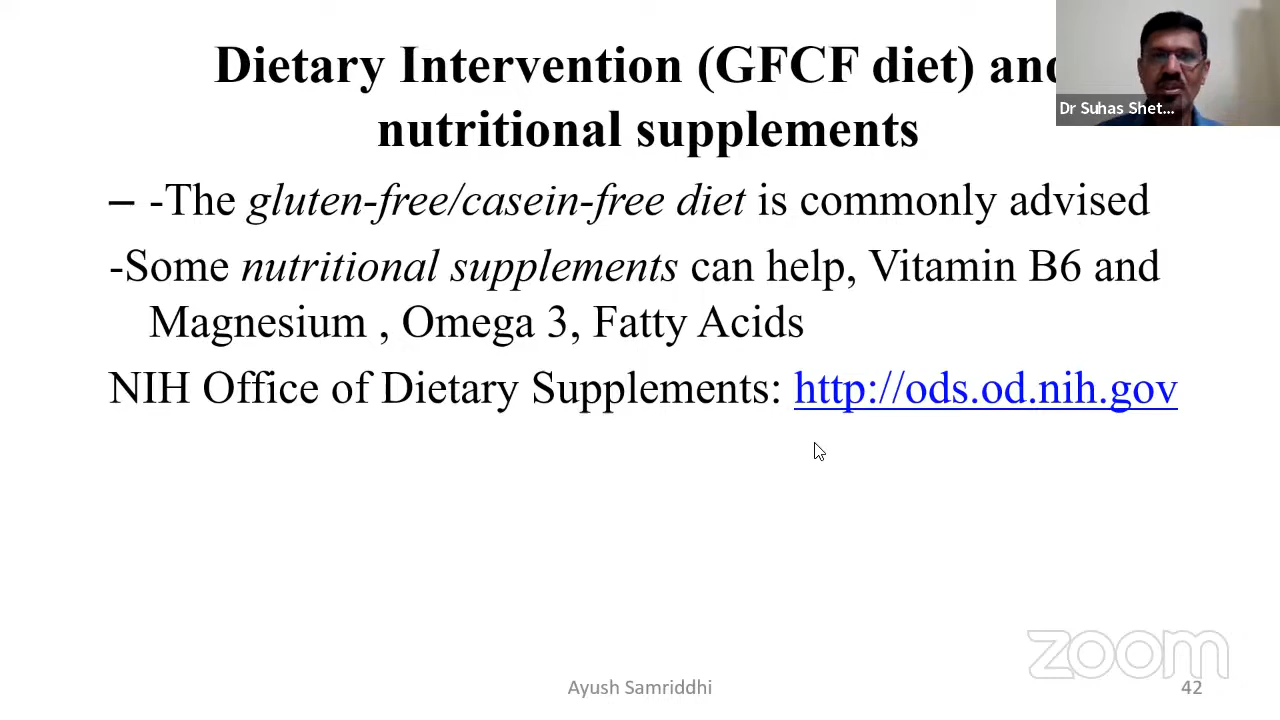 Dietary Intervention (GFCF diet) and
nutritional supplements
Dr Suhas Shet...
– -The gluten-free/casein-free diet is commonly advised
-Some nutritional supplements can help, Vitamin B6 and
Magnesium , Omega 3, Fatty Acids
NIH Office of Dietary Supplements: http://ods.od.nih.gov
zoom
Ayush Samriddhi
42